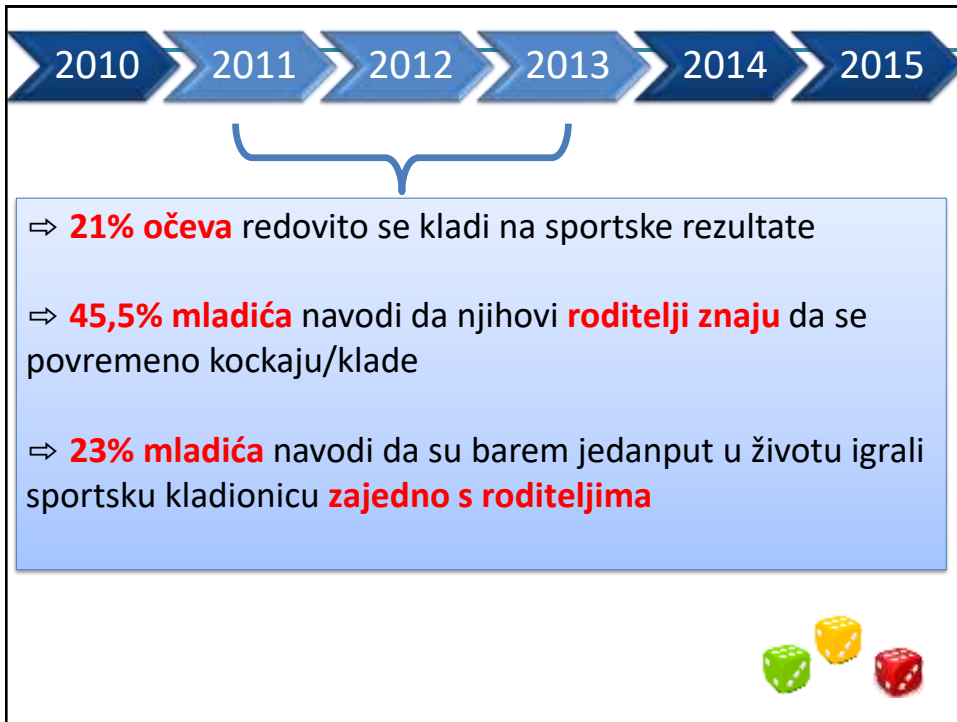 2010 2011 2012 2013 2014 2015
⇨ 21% očeva redovito se kladi na sportske rezultate
⇨ 45,5% mladića navodi da njihovi roditelji znaju da se
povremeno kockaju/klade
⇨ 23% mladića navodi da su barem jedanput u životu igrali
sportsku kladionicu zajedno s roditeljima